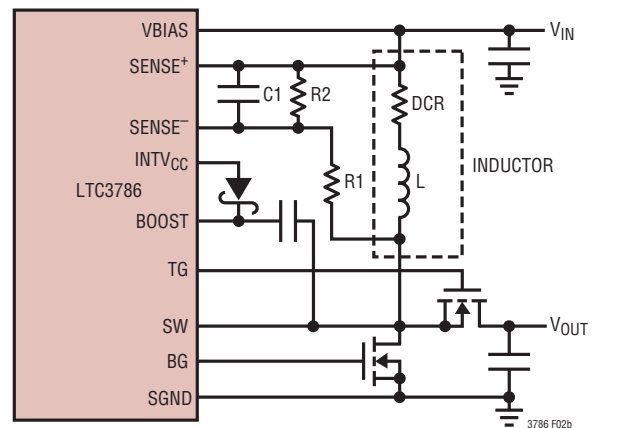 VBIAS
V_IN
SENSE+
C1
R2
DCR
SENSE–
INTV_CC
INDUCTOR
LTC3786
R1
L
BOOST
TG
SW
V_OUT
BG
SGND
3786 F02b